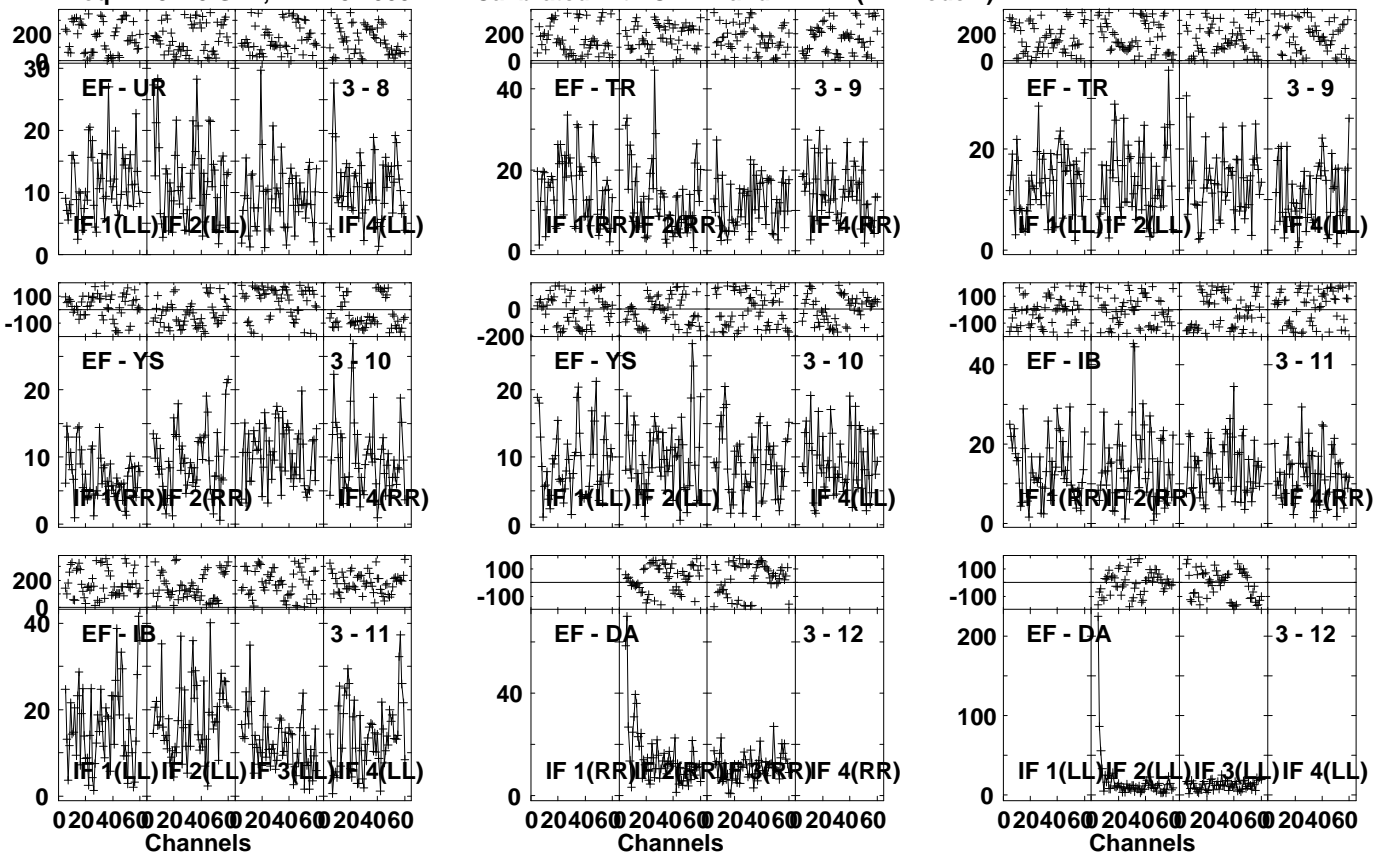 200
0
200
0
200
0
30
20
10
0
EF - UR
3 - 8
IF 1(LL)
IF 2(LL)
IF 4(LL)
40
20
0
EF - TR
3 - 9
IF 1(RR)
IF 2(RR)
IF 4(RR)
20
10
0
EF - TR
3 - 9
IF 1(LL)
IF 2(LL)
IF 4(LL)
100
-100
0
-200
100
-100
20
10
0
EF - YS
3 - 10
IF 1(RR)
IF 2(RR)
IF 4(RR)
20
10
0
EF - YS
3 - 10
IF 1(LL)
IF 2(LL)
IF 4(LL)
40
20
0
EF - IB
3 - 11
IF 1(RR)
IF 2(RR)
IF 4(RR)
200
0
100
-100
100
-100
40
20
0
EF - IB
3 - 11
IF 1(LL)
IF 2(LL)
IF 3(LL)
IF 4(LL)
40
0
EF - DA
3 - 12
IF 1(RR)
IF 2(RR)
IF 3(RR)
IF 4(RR)
200
100
0
EF - DA
3 - 12
IF 1(LL)
IF 2(LL)
IF 3(LL)
IF 4(LL)
0 20 40 60 0 20 40 60 0 20 40 60 0 20 40 60
Channels
0 20 40 60 0 20 40 60 0 20 40 60 0 20 40 60
Channels
0 20 40 60 0 20 40 60 0 20 40 60 0 20 40 60
Channels